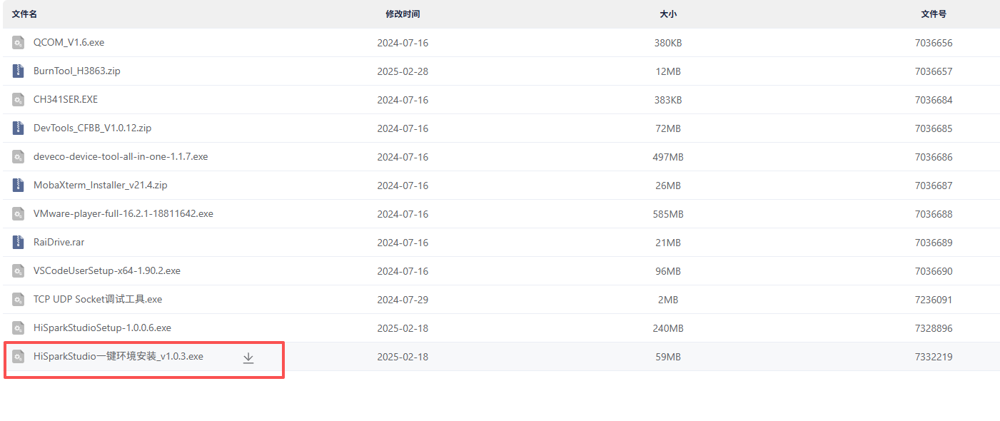 文件名 修改时间 大小 文件号
QCOM_V1.6.exe 2024-07-16 380KB 7036656
BurnTool_H3863.zip 2025-02-28 12MB 7036657
CH341SER.EXE 2024-07-16 383KB 7036684
DevTools_CFBB_V1.0.12.zip 2024-07-16 72MB 7036685
deveco-device-tool-all-in-one-1.1.7.exe 2024-07-16 497MB 7036686
MobaXterm_Installer_v21.4.zip 2024-07-16 26MB 7036687
VMware-player-full-16.2.1-18811642.exe 2024-07-16 585MB 7036688
RaiDrive.rar 2024-07-16 21MB 7036689
VSCodeUserSetup-x64-1.90.2.exe 2024-07-16 96MB 7036690
TCP UDP Socket调试工具.exe 2024-07-29 2MB 7236091
HiSparkStudioSetup-1.0.0.6.exe 2025-02-18 240MB 7328896
HiSparkStudio一键环境安装_v1.0.3.exe 2025-02-18 59MB 7332219